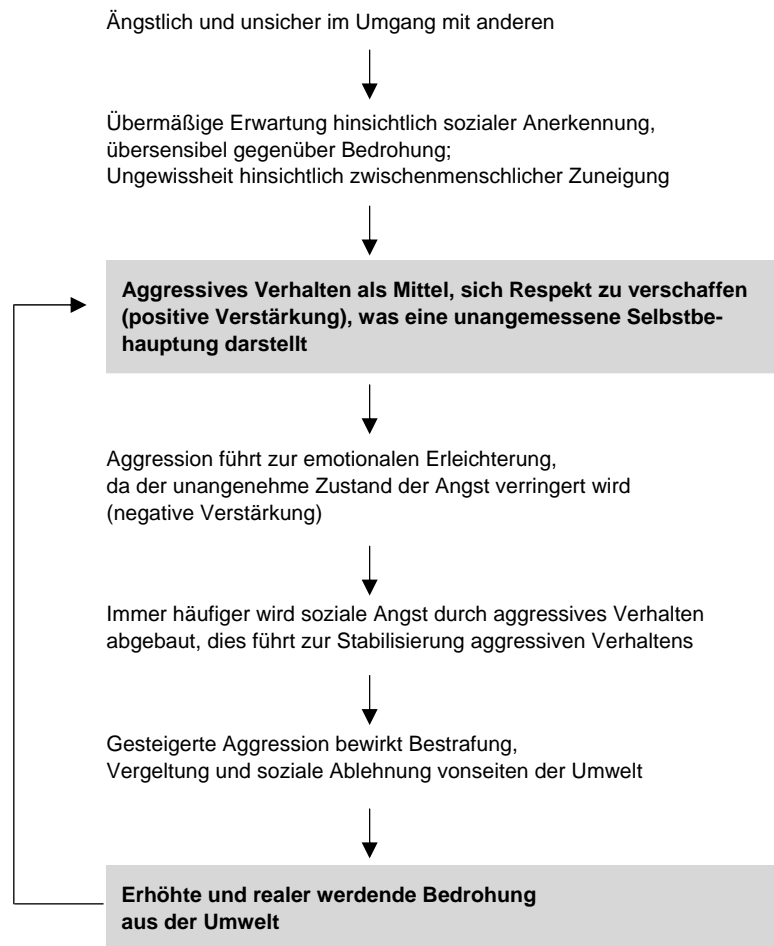 Ängstlich und unsicher im Umgang mit anderen
Übermäßige Erwartung hinsichtlich sozialer Anerkennung,
übersensibel gegenüber Bedrohung;
Ungewissheit hinsichtlich zwischenmenschlicher Zuneigung
Aggressives Verhalten als Mittel, sich Respekt zu verschaffen
(positive Verstärkung), was eine unangemessene Selbstbe-
hauptung darstellt
Aggression führt zur emotionalen Erleichterung,
da der unangenehme Zustand der Angst verringert wird
(negative Verstärkung)
Immer häufiger wird soziale Angst durch aggressives Verhalten
abgebaut, dies führt zur Stabilisierung aggressiven Verhaltens
Gesteigerte Aggression bewirkt Bestrafung,
Vergeltung und soziale Ablehnung vonseiten der Umwelt
Erhöhte und realer werdende Bedrohung
aus der Umwelt